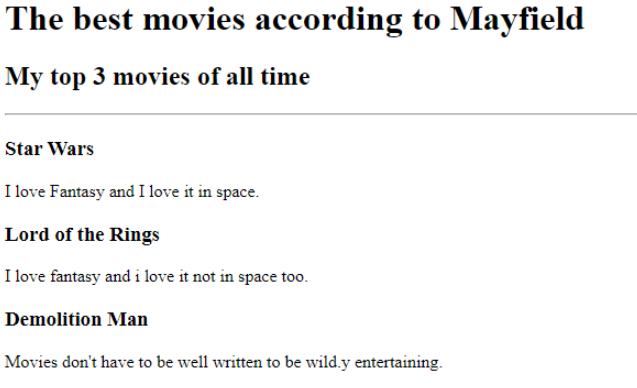 The best movies according to Mayfield
My top 3 movies of all time
Star Wars
I love Fantasy and I love it in space.
Lord of the Rings
I love fantasy and i love it not in space too.
Demolition Man
Movies don't have to be well written to be wild.y entertaining.